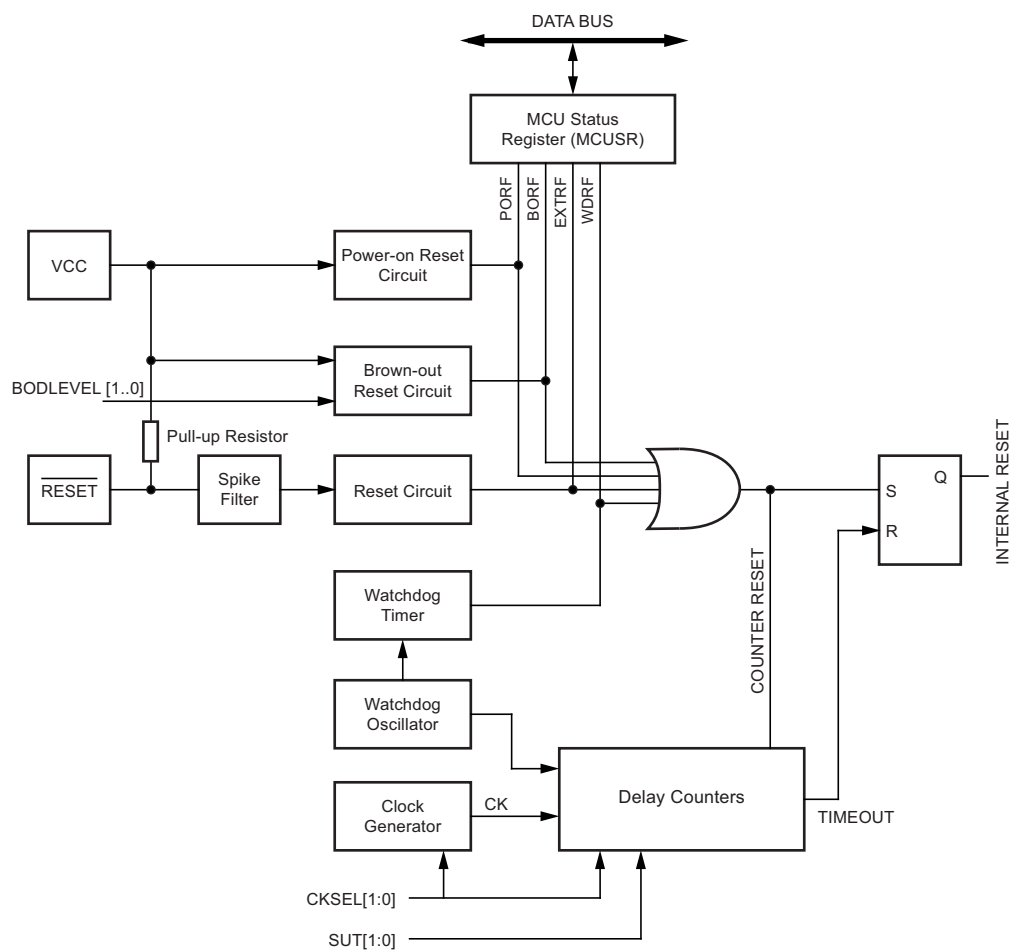 DATA BUS
MCU Status
Register (MCUSR)
PORF
BORF
EXTRF
WDRF
VCC
Power-on Reset
Circuit
BODLEVEL [1..0]
Brown-out
Reset Circuit
Pull-up Resistor
RESET
Spike
Filter
Reset Circuit
S
Q
R
INTERNAL RESET
Watchdog
Timer
COUNTER RESET
Watchdog
Oscillator
Clock
Generator
CK
Delay Counters
TIMEOUT
CKSEL[1:0]
SUT[1:0]